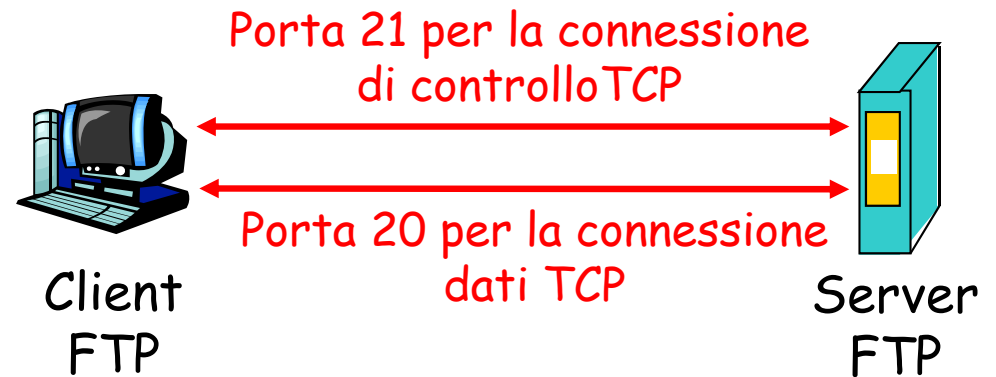 Porta 21 per la connessione
di controlloTCP
Porta 20 per la connessione
dati TCP
Client
FTP
Server
FTP